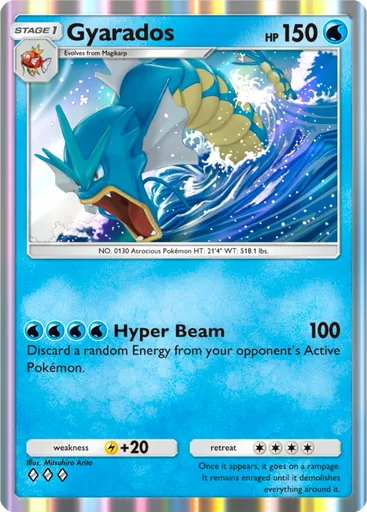 STAGE 1 Gyarados HP 150
Evolves from Magikarp
NO. 0130 Atrocious Pokémon HT: 21'4" WT: 518.1 lbs.
Hyper Beam 100
Discard a random Energy from your opponent's Active
Pokémon.
weakness +20 retreat
Illus. Mitsuhiro Arita
Once it appears, it goes on a rampage.
It remains enraged until it demolishes
everything around it.